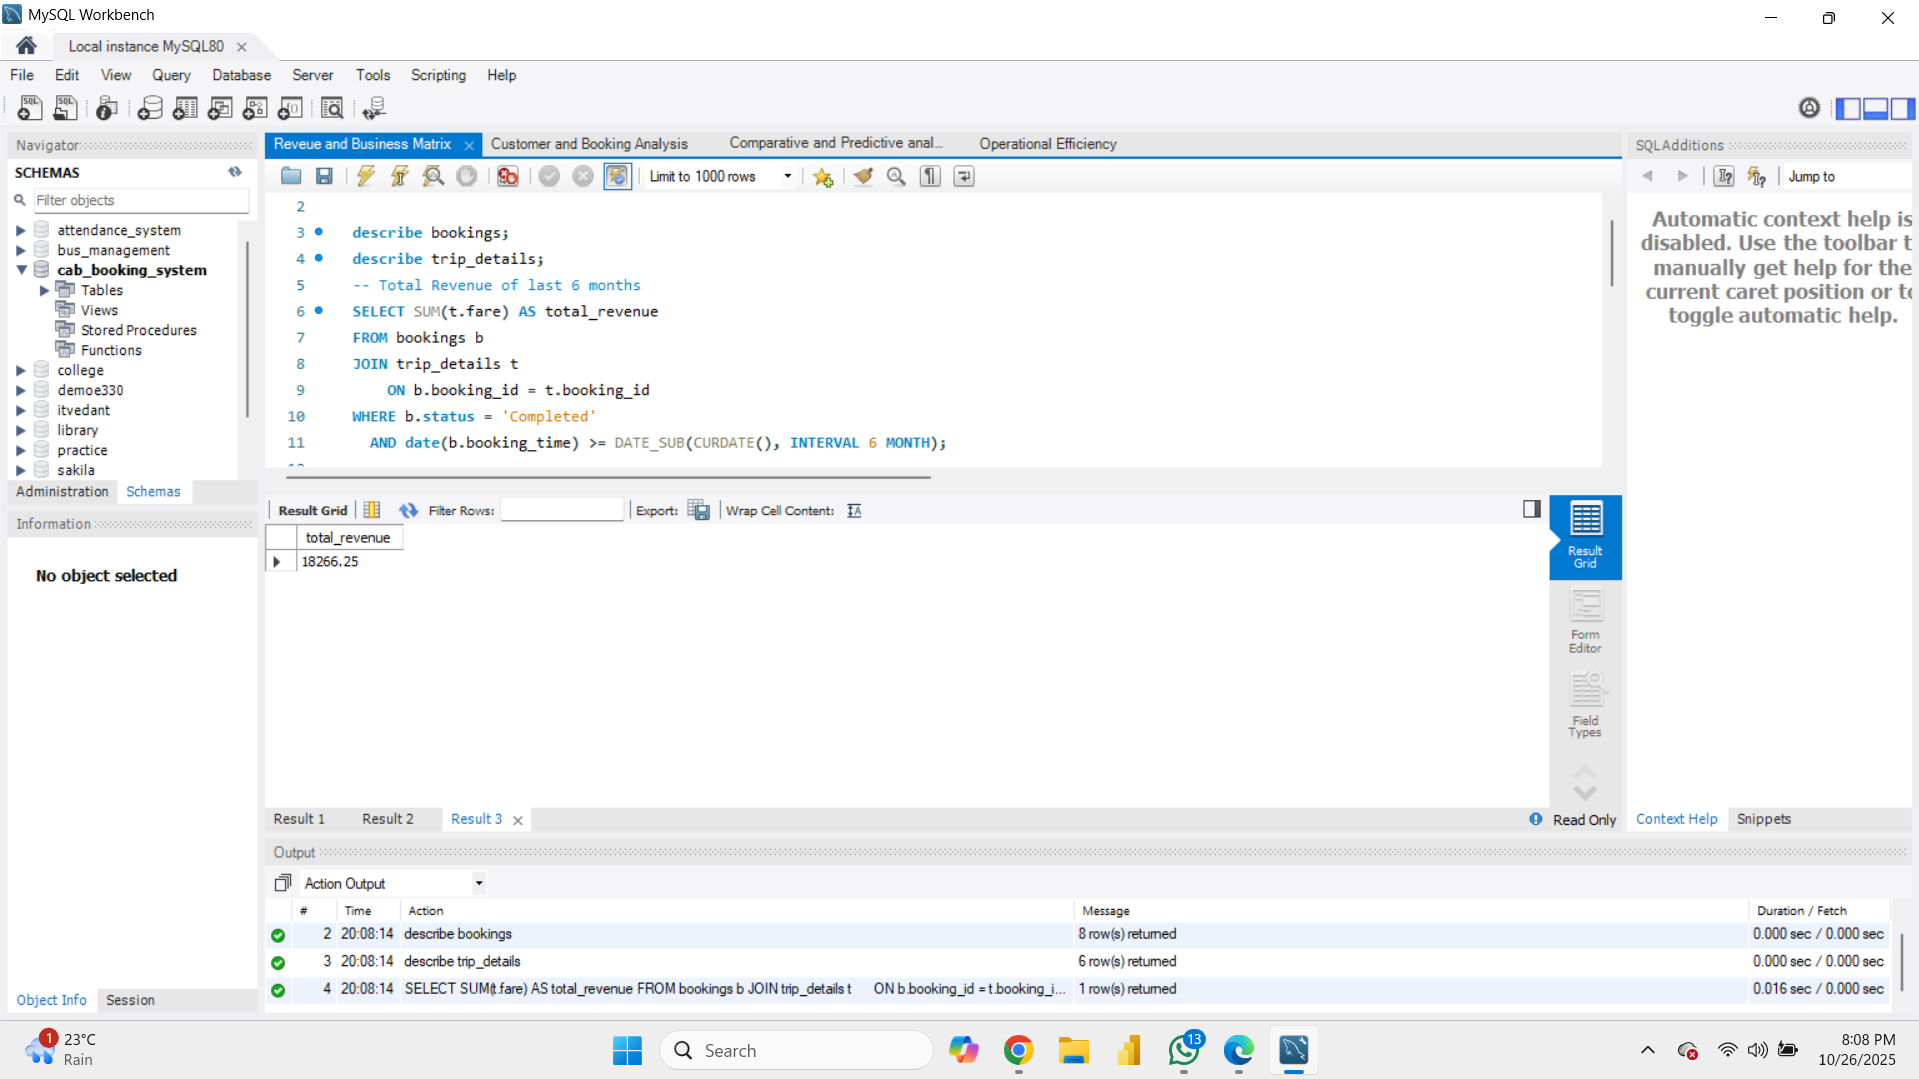 MySQL Workbench
Local instance MySQL80
File Edit View Query Database Server Tools Scripting Help
Navigator
SCHEMAS
Filter objects
attendance_system
bus_management
cab_booking_system
Tables
Views
Stored Procedures
Functions
college
demoe330
itvedant
library
practice
sakila
Administration Schemas
Information
No object selected
Object Info Session
Reveue and Business Matrix Customer and Booking Analysis Comparative and Predictive anal... Operational Efficiency
Limit to 1000 rows
2
3 describe bookings;
4 describe trip_details;
5 -- Total Revenue of last 6 months
6 SELECT SUM(t.fare) AS total_revenue
7 FROM bookings b
8 JOIN trip_details t
9 ON b.booking_id = t.booking_id
10 WHERE b.status = 'Completed'
11 AND date(b.booking_time) >= DATE_SUB(CURDATE(), INTERVAL 6 MONTH);
Result Grid Filter Rows: Export: Wrap Cell Content:
total_revenue
18266.25
Result Grid
Form Editor
Field Types
Result 1 Result 2 Result 3 Read Only
SQLAdditions
Jump to
Automatic context help is
disabled. Use the toolbar t
manually get help for the
current caret position or to
toggle automatic help.
Context Help Snippets
Output
Action Output
# Time Action Message Duration / Fetch
2 20:08:14 describe bookings 8 row(s) returned 0.000 sec / 0.000 sec
3 20:08:14 describe trip_details 6 row(s) returned 0.000 sec / 0.000 sec
4 20:08:14 SELECT SUM(t.fare) AS total_revenue FROM bookings b JOIN trip_details t ON b.booking_id = t.booking_i... 1 row(s) returned 0.016 sec / 0.000 sec
1
23°C
Rain
Search
13
8:08 PM
10/26/2025